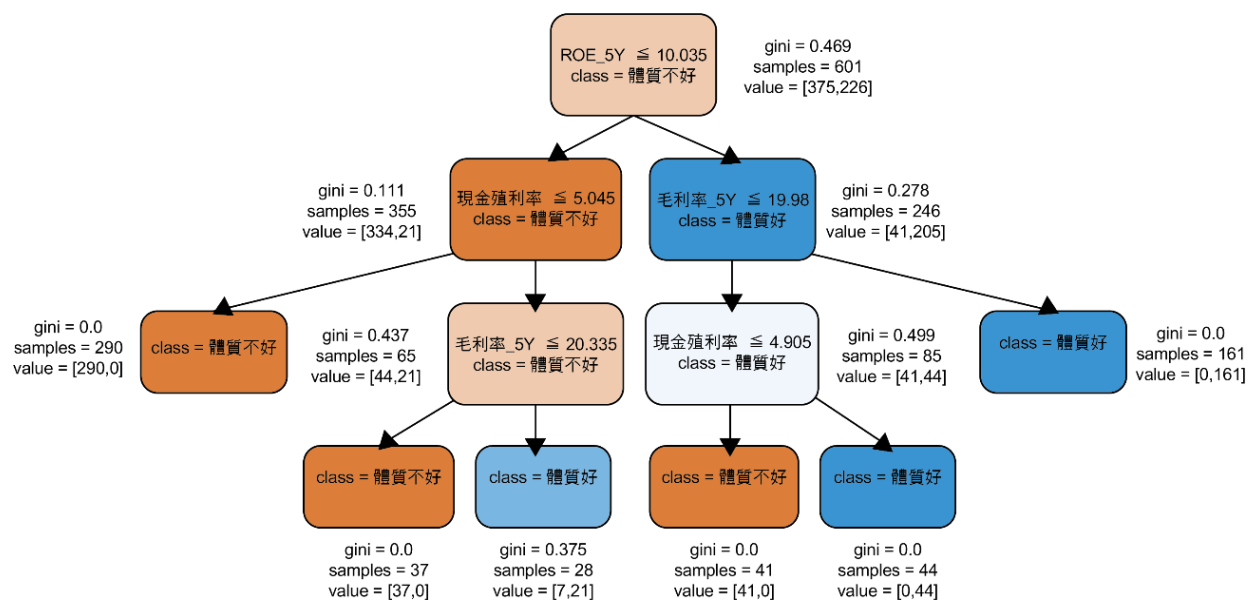 ROE_5Y ≦ 10.035
class = 體質不好
gini = 0.469
samples = 601
value = [375,226]
gini = 0.111
samples = 355
value = [334,21]
現金殖利率 ≦ 5.045
class = 體質不好
毛利率_5Y ≦ 19.98
class = 體質好
gini = 0.278
samples = 246
value = [41,205]
gini = 0.0
samples = 290
value = [290,0]
class = 體質不好
gini = 0.437
samples = 65
value = [44,21]
毛利率_5Y ≦ 20.335
class = 體質不好
現金殖利率 ≦ 4.905
class = 體質好
gini = 0.499
samples = 85
value = [41,44]
class = 體質好
gini = 0.0
samples = 161
value = [0,161]
class = 體質不好
class = 體質好
class = 體質不好
class = 體質好
gini = 0.0
samples = 37
value = [37,0]
gini = 0.375
samples = 28
value = [7,21]
gini = 0.0
samples = 41
value = [41,0]
gini = 0.0
samples = 44
value = [0,44]